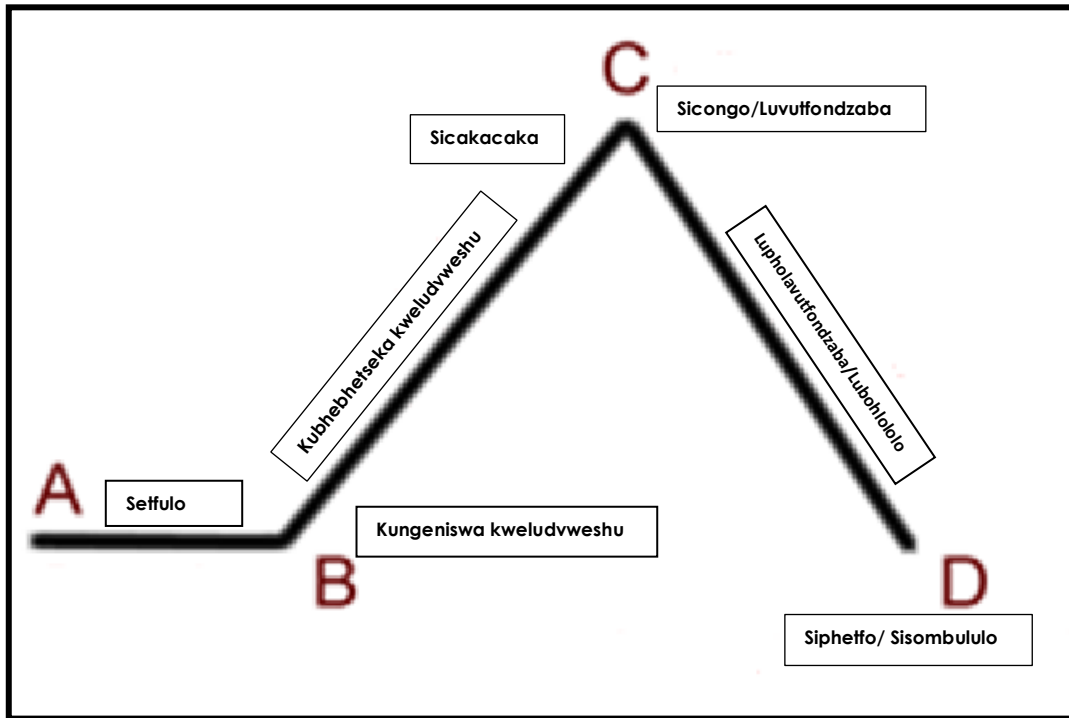 C
Sicongo/Luvutfondzaba
Sicakacaka
Kubhebhetseka kweludvweshu
Lupholavutfondzaba/Lubohlololo
A
Setfulo
Kungeniswa kweludvweshu
B
D
Siphetfo/ Sisombululo